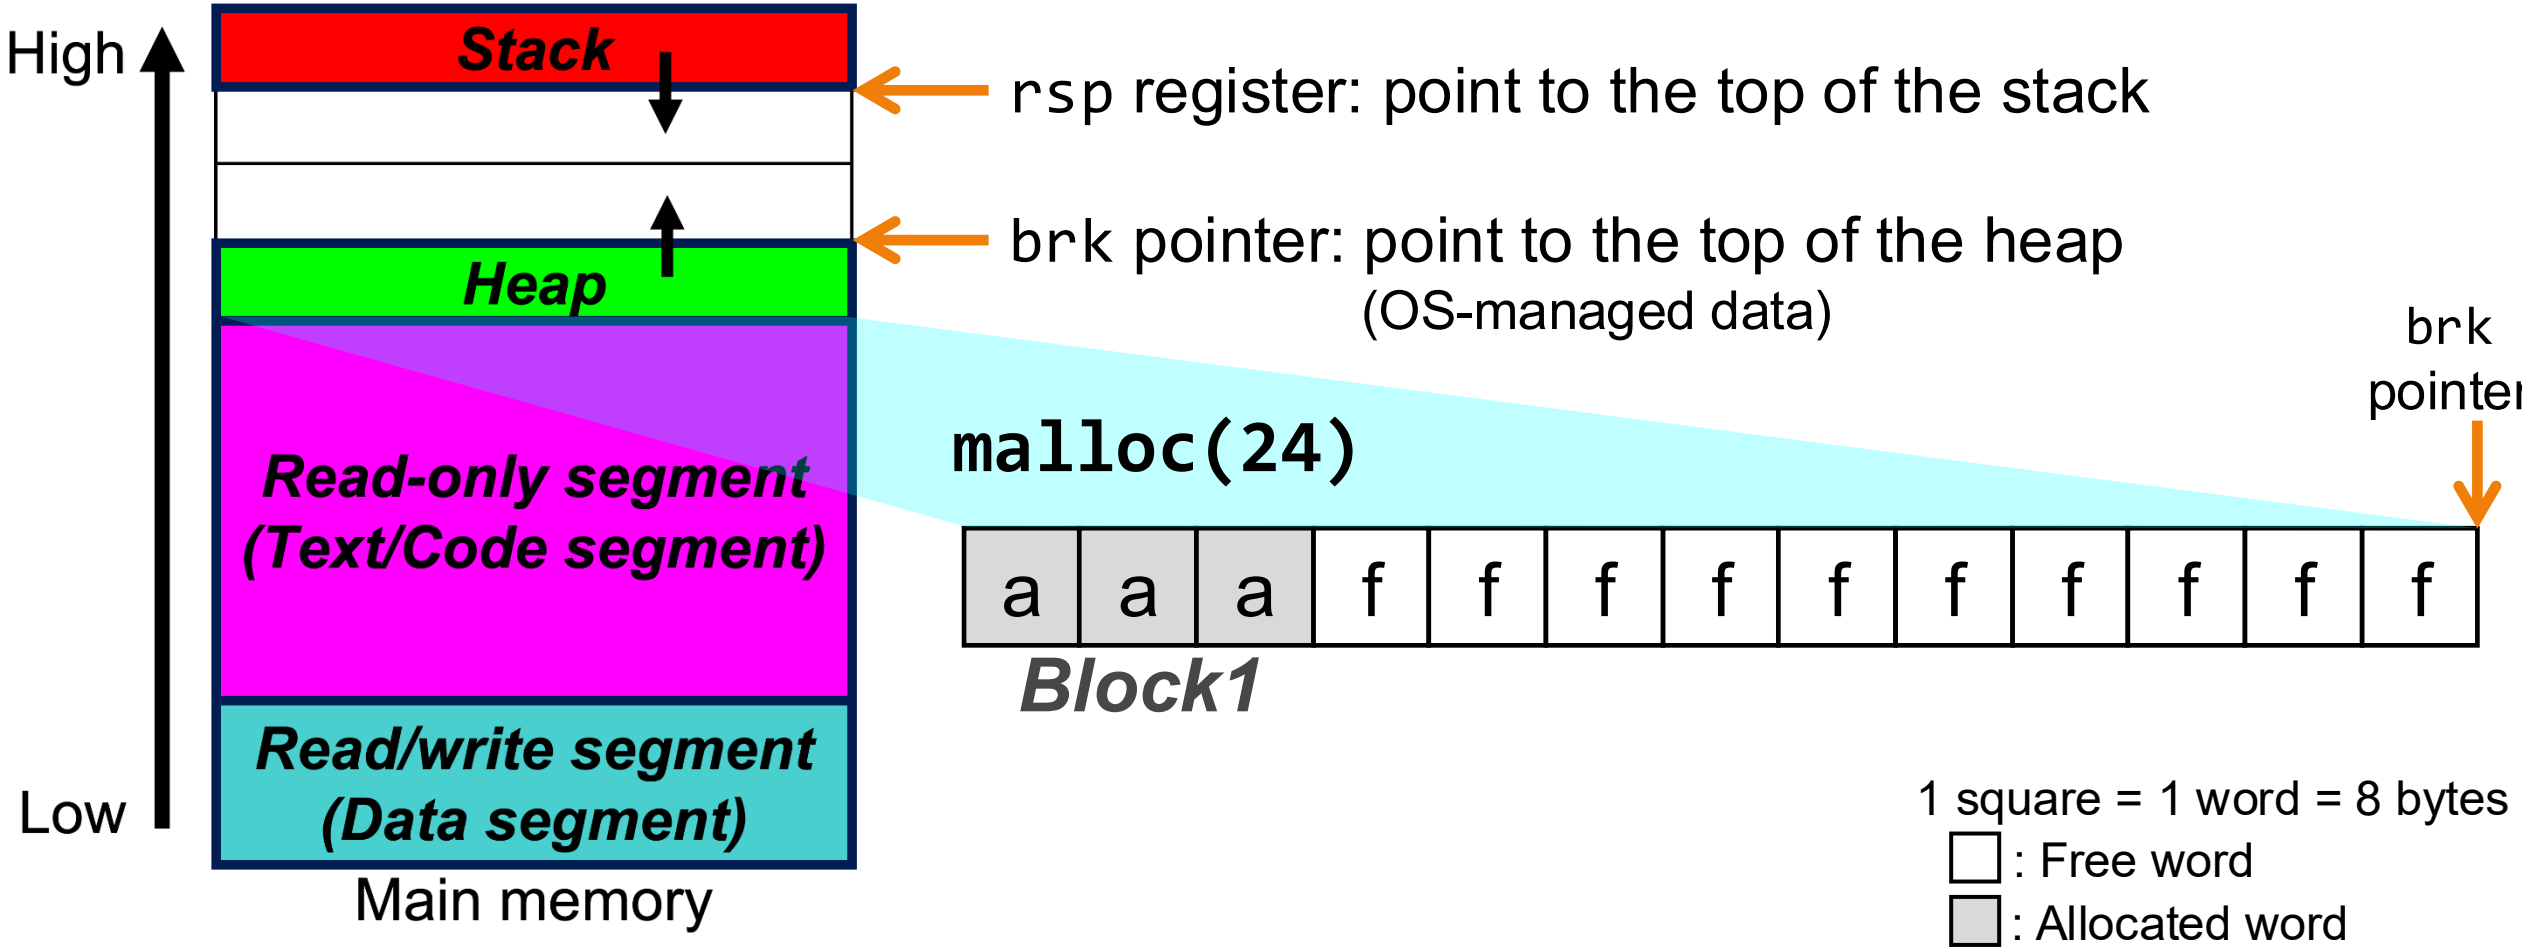 High
Stack
rsp register: point to the top of the stack
brk pointer: point to the top of the heap
(OS-managed data)
Heap
brk
pointer
malloc(24)
Read-only segment
(Text/Code segment)
a a a f f f f f f f f f f
Block1
Read/write segment
(Data segment)
Low
Main memory
1 square = 1 word = 8 bytes
: Free word
: Allocated word